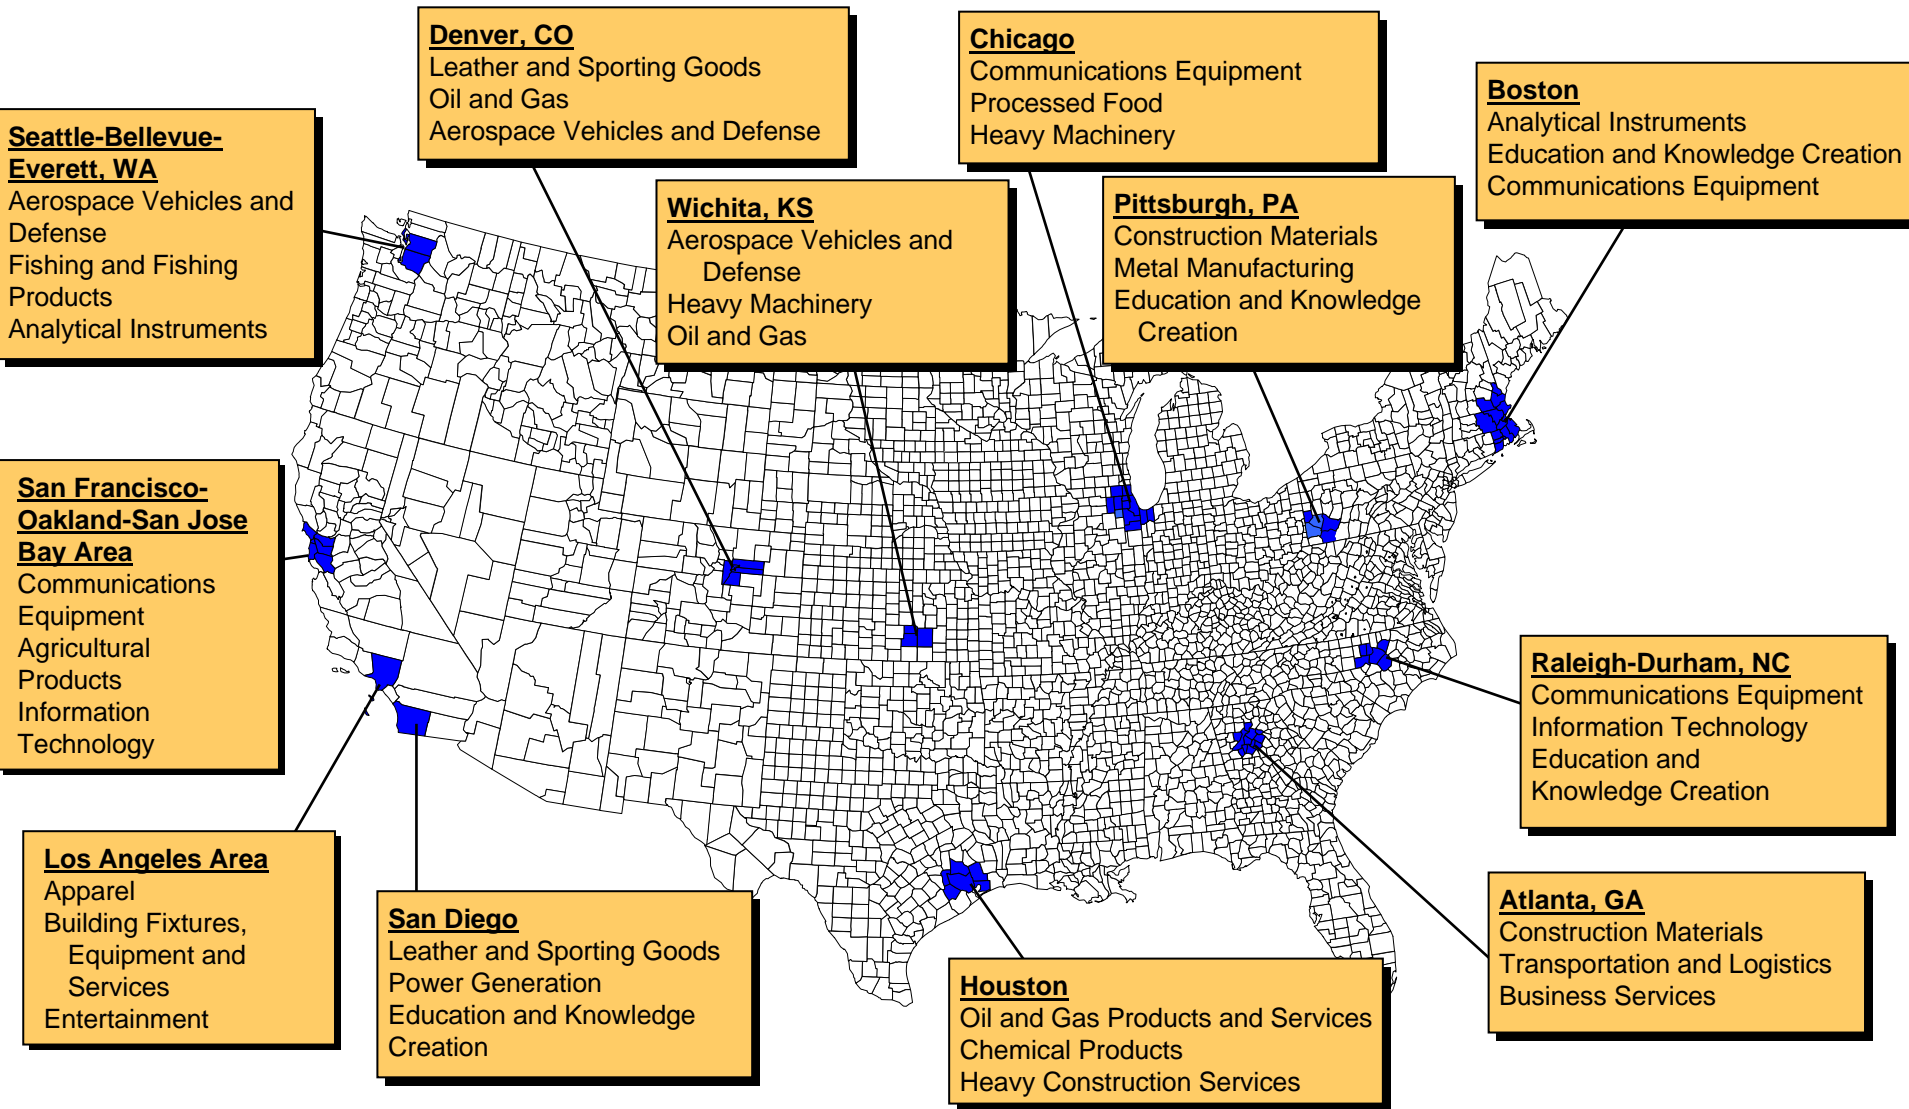 Denver, CO
Leather and Sporting Goods
Oil and Gas
Aerospace Vehicles and Defense
Chicago
Communications Equipment
Processed Food
Heavy Machinery
Boston
Analytical Instruments
Education and Knowledge Creation
Communications Equipment
Seattle-Bellevue-
Everett, WA
Aerospace Vehicles and
Defense
Fishing and Fishing
Products
Analytical Instruments
Wichita, KS
Aerospace Vehicles and
Defense
Heavy Machinery
Oil and Gas
Pittsburgh, PA
Construction Materials
Metal Manufacturing
Education and Knowledge
Creation
San Francisco-
Oakland-San Jose
Bay Area
Communications
Equipment
Agricultural
Products
Information
Technology
Raleigh-Durham, NC
Communications Equipment
Information Technology
Education and
Knowledge Creation
Los Angeles Area
Apparel
Building Fixtures,
Equipment and
Services
Entertainment
San Diego
Leather and Sporting Goods
Power Generation
Education and Knowledge
Creation
Houston
Oil and Gas Products and Services
Chemical Products
Heavy Construction Services
Atlanta, GA
Construction Materials
Transportation and Logistics
Business Services